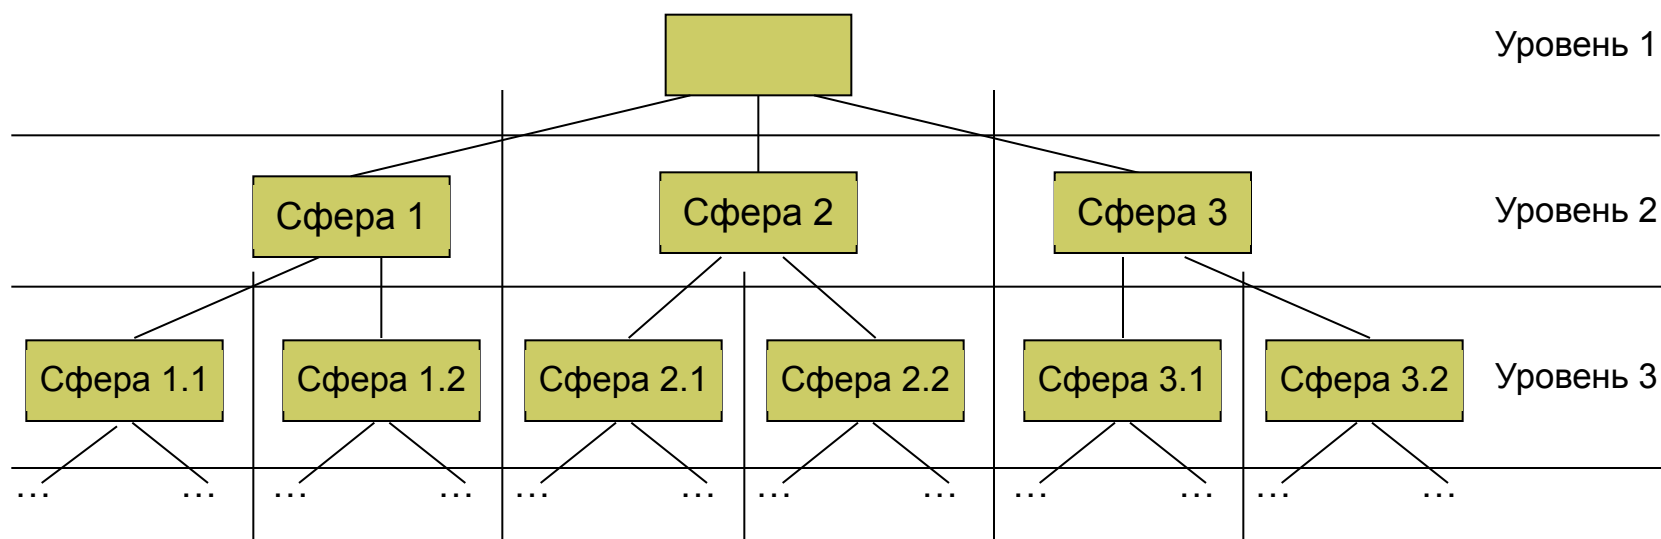 Уровень 1
Сфера 1 Сфера 2 Сфера 3 Уровень 2
Сфера 1.1 Сфера 1.2 Сфера 2.1 Сфера 2.2 Сфера 3.1 Сфера 3.2 Уровень 3
... ... ... ... ... ... ... ... ... ... ... ...